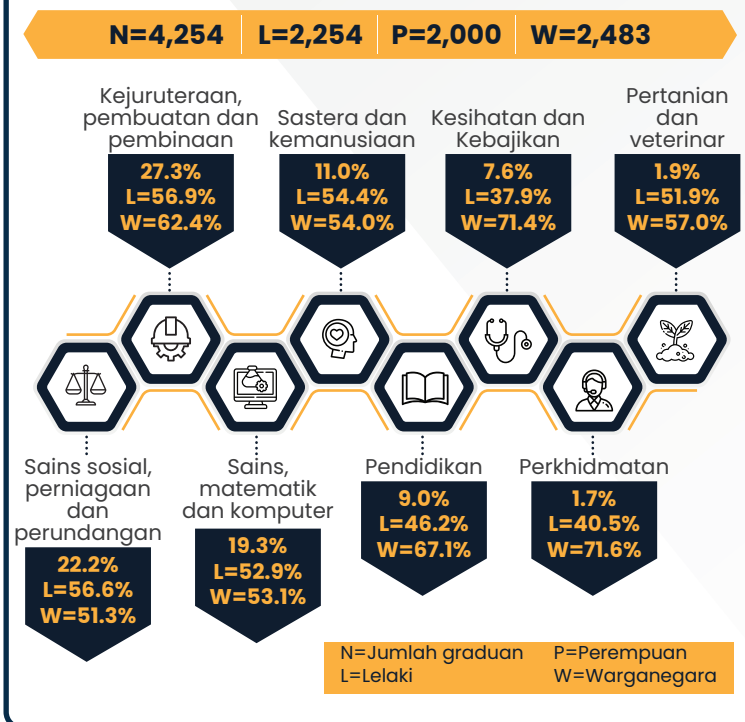 N=4,254 L=2,254 P=2,000 W=2,483
Kejuruteraan,
pembuatan dan
pembinaan
27.3%
L=56.9%
W=62.4%
Sastera dan
kemanusiaan
11.0%
L=54.4%
W=54.0%
Kesihatan dan
Kebajikan
7.6%
L=37.9%
W=71.4%
Pertanian
dan
veterinar
1.9%
L=51.9%
W=57.0%
Sains sosial,
perniagaan
dan
perundangan
22.2%
L=56.6%
W=51.3%
Sains,
matematik
dan komputer
19.3%
L=52.9%
W=53.1%
Pendidikan
9.0%
L=46.2%
W=67.1%
Perkhidmatan
1.7%
L=40.5%
W=71.6%
N=Jumlah graduan P=Perempuan
L=Lelaki W=Warganegara